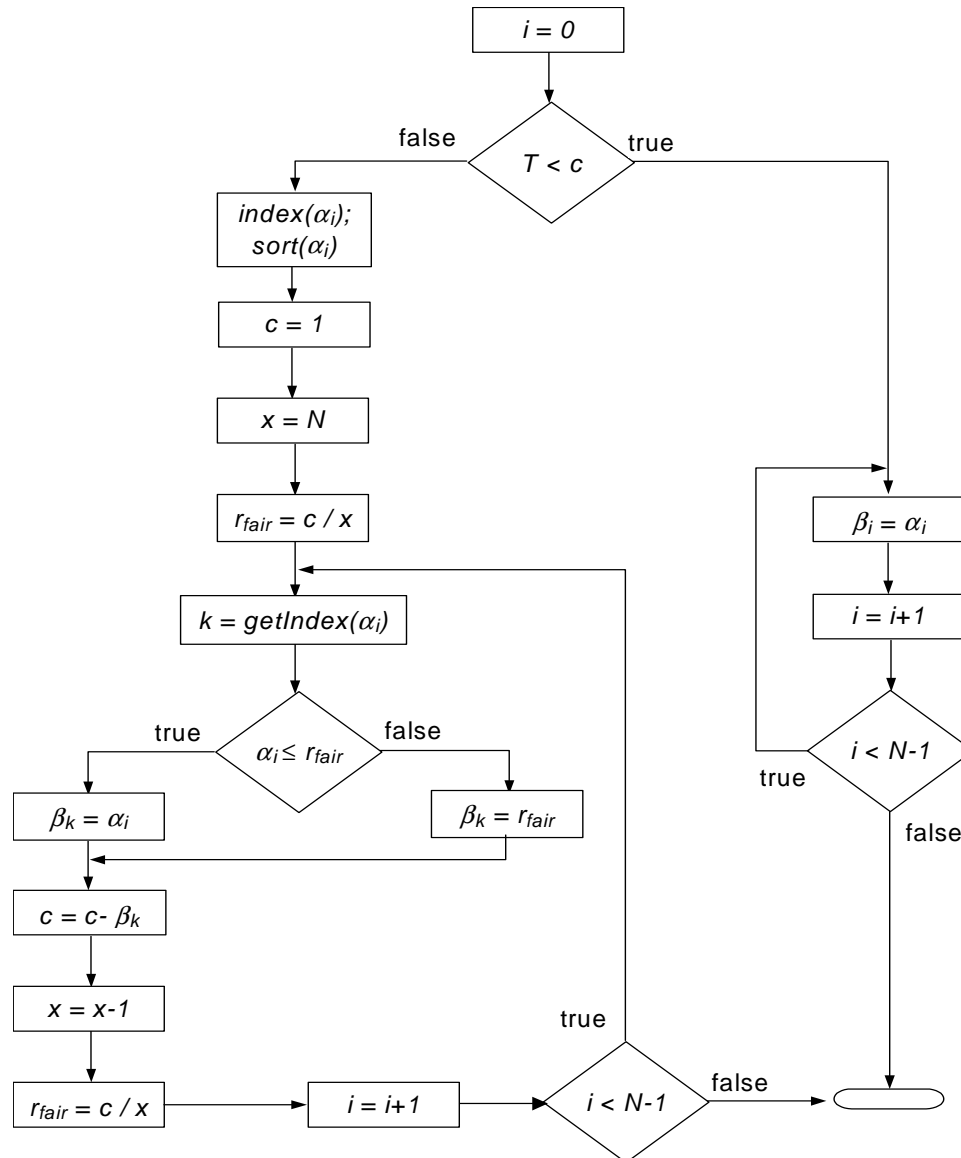 i = 0
false
true
T < c
index(αi);
sort(αi)
c = 1
x = N
rfair = c / x
k = getIndex(αi)
true
αi ≤ rfair
false
βk = αi
βk = rfair
c = c- βk
x = x-1
rfair = c / x
i = i+1
true
i < N-1
false
βi = αi
i = i+1
i < N-1
true
false